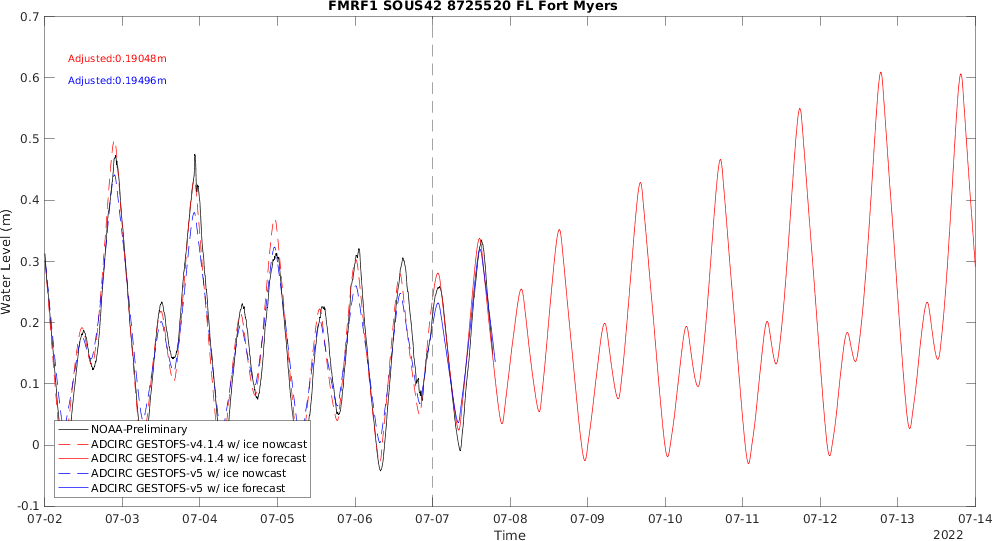 FMRF1 SOUS42 8725520 FL Fort Myers
0.7
0.6
0.5
0.4
0.3
0.2
0.1
0
-0.1
Water Level (m)
Adjusted:0.19048m
Adjusted:0.19496m
NOAA-Preliminary
ADCIRC GESTOFS-v4.1.4 w/ ice nowcast
ADCIRC GESTOFS-v4.1.4 w/ ice forecast
ADCIRC GESTOFS-v5 w/ ice nowcast
ADCIRC GESTOFS-v5 w/ ice forecast
07-02 07-03 07-04 07-05 07-06 07-07 07-08 07-09 07-10 07-11 07-12 07-13 07-14
Time
2022